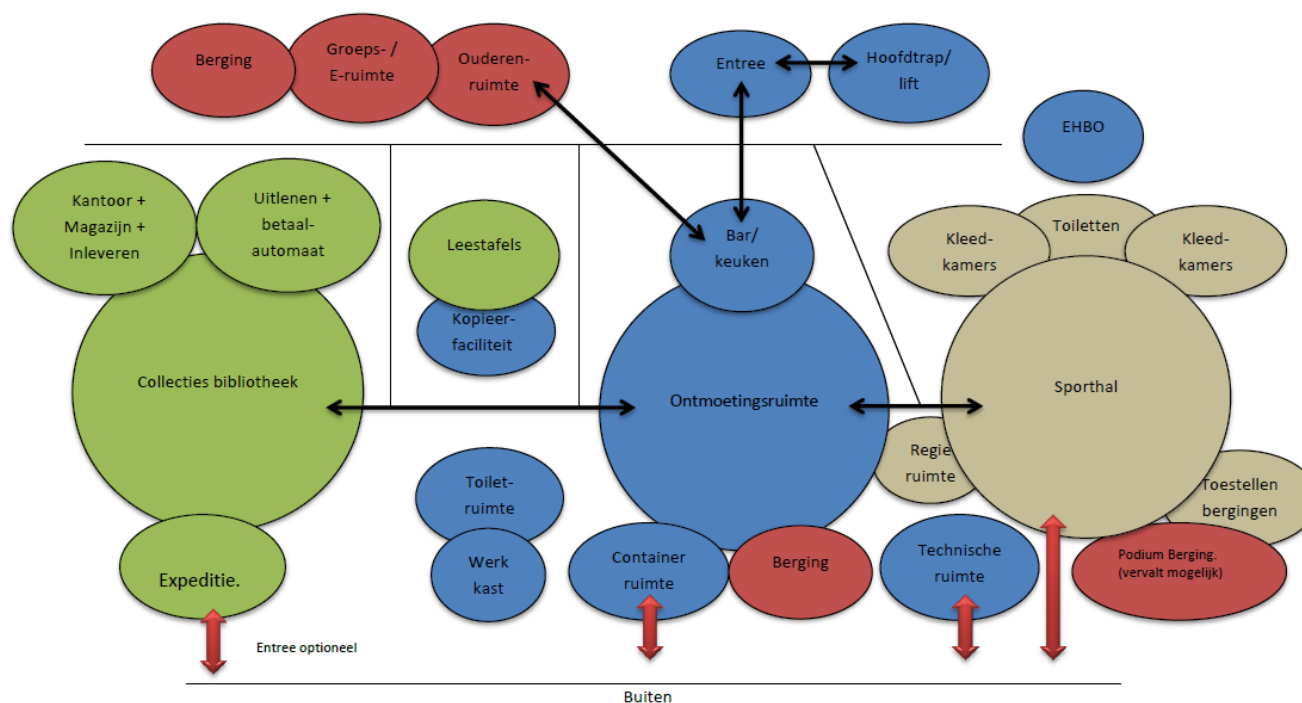 Berging
Groeps- /
E-ruimte
Ouderen-
ruimte
Entree
Hoofdtrap/
lift
EHBO
Kantoor +
Magazijn +
Inleveren
Uitlenen +
betaal-
automaat
Leestafels
Kopieer-
faciliteit
Bar/
keuken
Kleed-
kamers
Toiletten
Kleed-
kamers
Collecties bibliotheek
Ontmoetingsruimte
Sporthal
Regie
ruimte
Toestellen
bergingen
Toilet-
ruimte
Werk
kast
Container
ruimte
Berging
Technische
ruimte
Podium Berging.
(vervalt mogelijk)
Expeditie.
Entree optioneel
Buiten